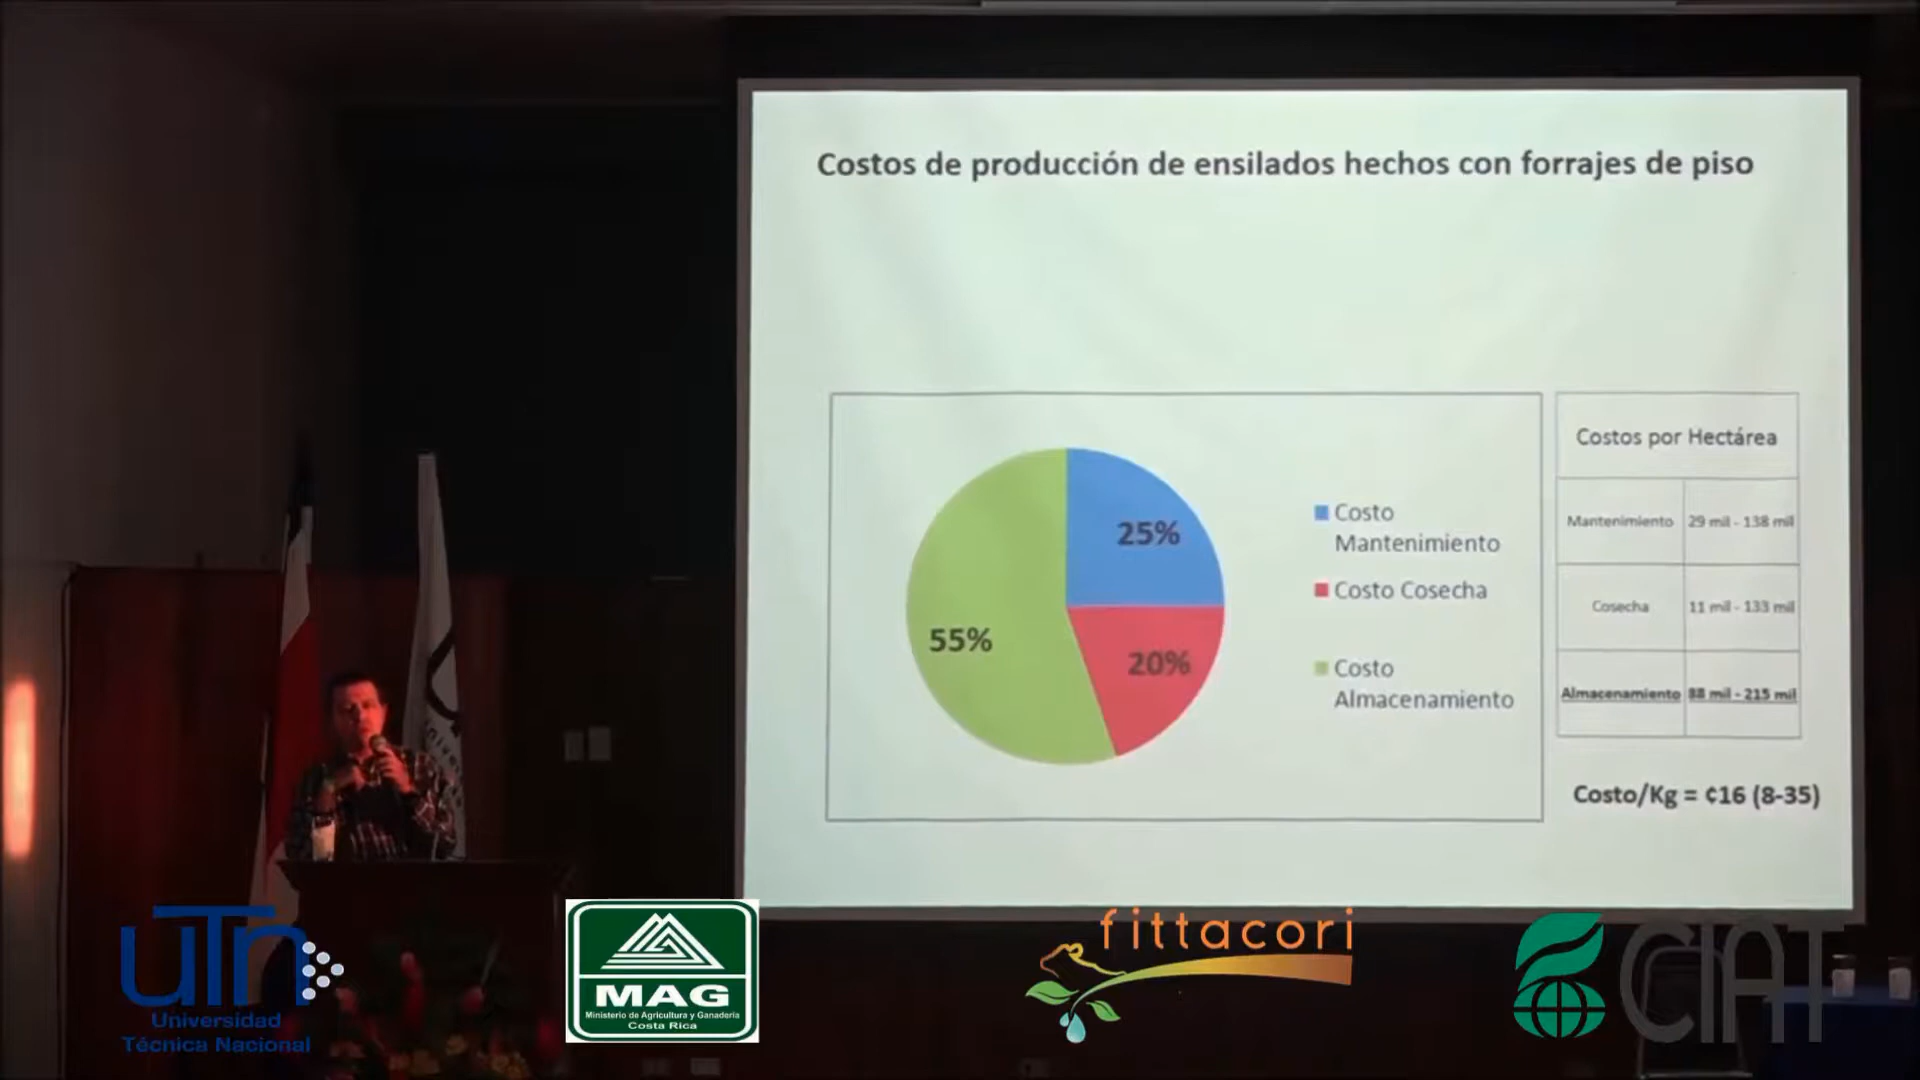 Costos de producción de ensilados hechos con forrajes de piso
25%
20%
55%
Costo
Mantenimiento
Costo Cosecha
Costo
Almacenamiento
Costos por Hectárea
Mantenimiento 29 mil - 138 mil
Cosecha 11 mil - 133 mil
Almacenamiento 88 mil - 215 mil
Costo/Kg = ¢16 (8-35)
UTN
Universidad
Técnica Nacional
MAG
Ministerio de Agricultura y Ganadería
Costa Rica
fittacori
CIAT